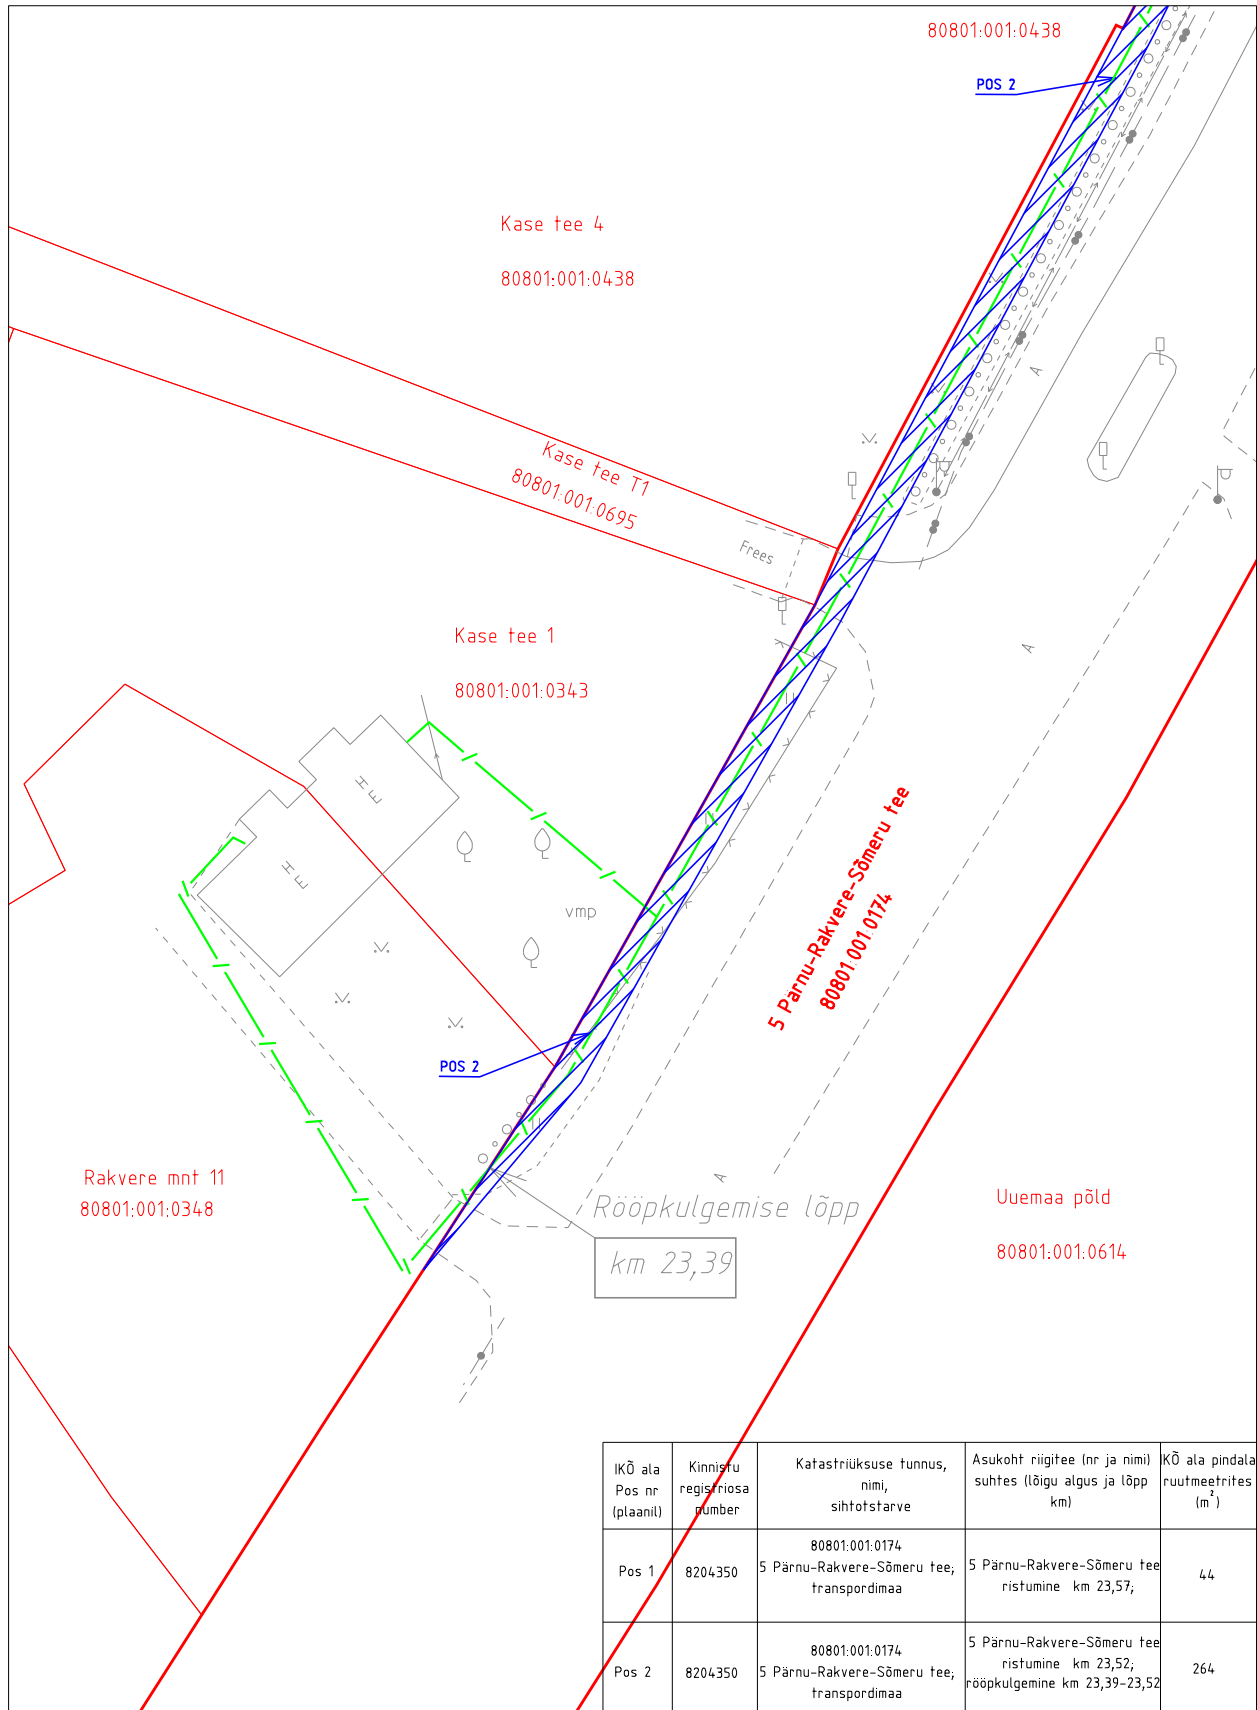 80801:001:0438
POS 2
Kase tee 4
80801:001:0438
A
Kase tee T1
80801:001:0695
Frees
Kase tee 1
80801:001:0343
A
HE
HE
vmp
5 Pärnu-Rakvere-Sõmeru tee
80801:001:0174
POS 2
Rakvere mnt 11
80801:001:0348
A
Rööpkulgemise lõpp
km 23,39
Uuemaa põld
80801:001:0614
IKÕ ala
Pos nr
(plaanil)
Kinnistu
registriosa
number
Katastriüksuse tunnus,
nimi,
sihtotstarve
Asukoht riigitee (nr ja nimi)
suhtes (lõigu algus ja lõpp
km)
IKÕ ala pindala
ruutmeetrites
(m²)
Pos 1
8204350
80801:001:0174
5 Pärnu-Rakvere-Sõmeru tee;
transpordimaa
5 Pärnu-Rakvere-Sõmeru tee
ristumine km 23,57;
44
Pos 2
8204350
80801:001:0174
5 Pärnu-Rakvere-Sõmeru tee;
transpordimaa
5 Pärnu-Rakvere-Sõmeru tee
ristumine km 23,52;
rööpkulgemine km 23,39-23,52
264